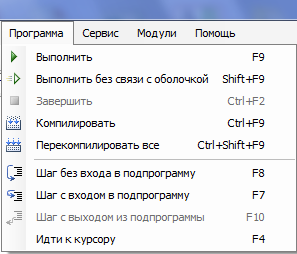 Программа Сервис Модули Помощь
Выполнить F9
Выполнить без связи с оболочкой Shift+F9
Завершить Ctrl+F2
Компилировать Ctrl+F9
Перекомпилировать все Ctrl+Shift+F9
Шаг без входа в подпрограмму F8
Шаг с входом в подпрограмму F7
Шаг с выходом из подпрограммы F10
Идти к курсору F4